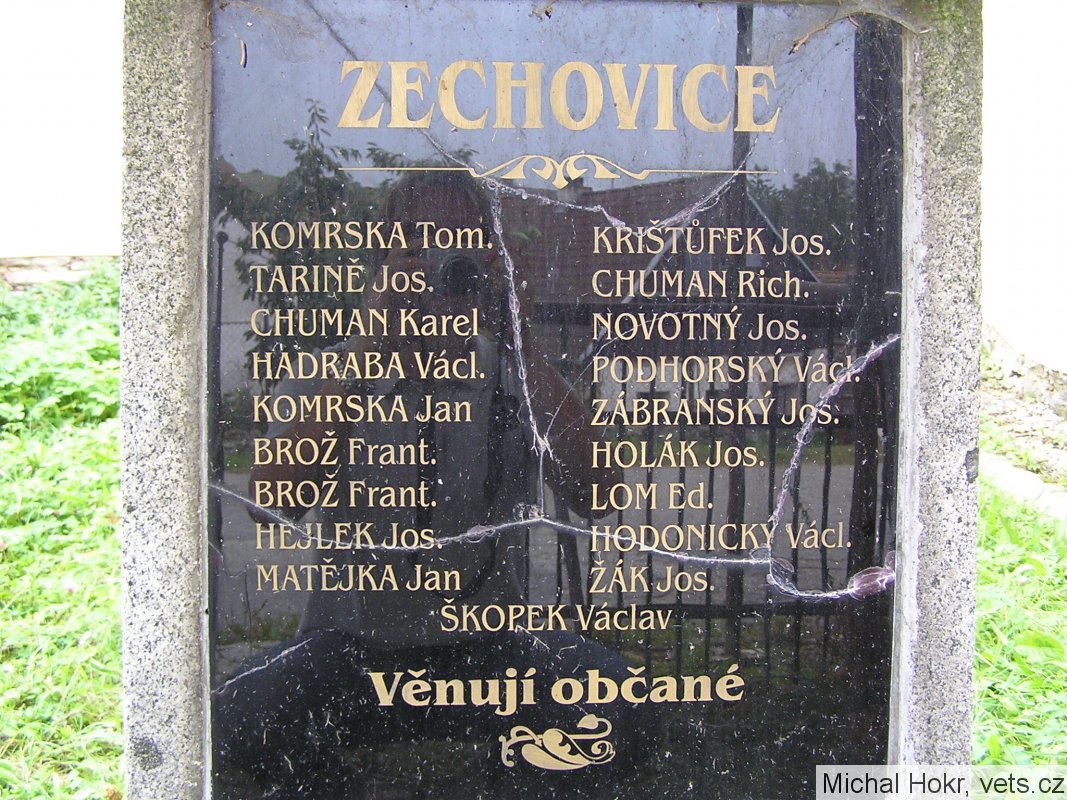 ZECHOVICE
KOMRSKA Tom.
TARINĚ Jos.
CHUMAN Karel
HADRABA Václ.
KOMRSKA Jan
BROŽ Frant.
BROŽ Frant.
HEJLEK Jos.
MATĚJKA Jan
KRIŠTŮFEK Jos.
CHUMAN Rich.
NOVOTNÝ Jos.
PODHORSKÝ Václ.
ZÁBRANSKÝ Jos.
HOLÁK Jos.
LOM Ed.
HODONICKÝ Václ.
ŽÁK Jos.
ŠKOPEK Václav
Věnují občané
Michal Hokr, vets.cz